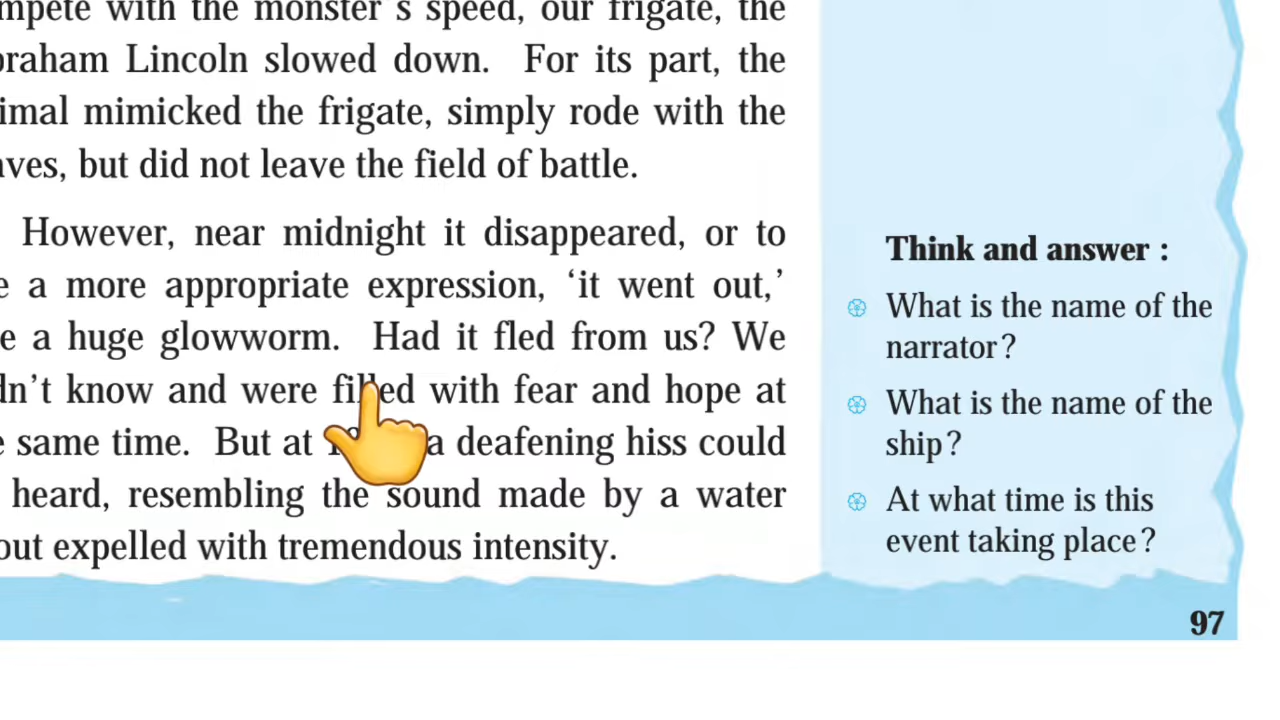 mpete with the monster's speed, our frigate, the
braham Lincoln slowed down. For its part, the
imal mimicked the frigate, simply rode with the
aves, but did not leave the field of battle.
However, near midnight it disappeared, or to
e a more appropriate expression, ‘it went out,’
e a huge glowworm. Had it fled from us? We
dn’t know and were filled with fear and hope at
e same time. But at a deafening hiss could
heard, resembling the sound made by a water
out expelled with tremendous intensity.
Think and answer :
What is the name of the
narrator?
What is the name of the
ship?
At what time is this
event taking place?
97